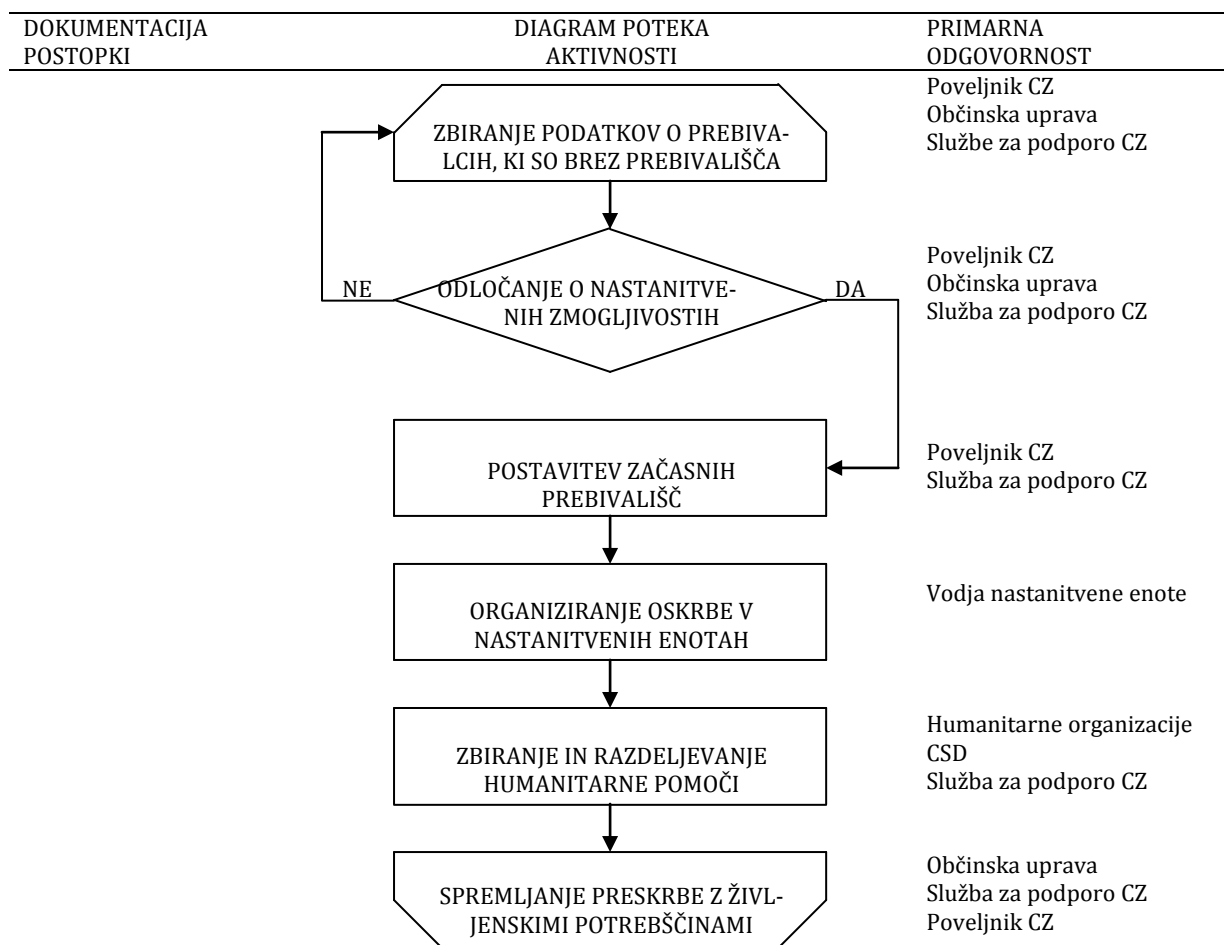 DOKUMENTACIJA
POSTOPKI
DIAGRAM POTEKA
AKTIVNOSTI
PRIMARNA
ODGOVORNOST
ZBIRANJE PODATKOV O PREBIVA-
LCIH, KI SO BREZ PREBIVALIŠČA
Poveljnik CZ
Občinska uprava
Službe za podporo CZ
NE
ODLOČANJE O NASTANITVE-
NIH ZMOGLJIVOSTIH
DA
Poveljnik CZ
Občinska uprava
Služba za podporo CZ
POSTAVITEV ZAČASNIH
PREBIVALIŠČ
Poveljnik CZ
Služba za podporo CZ
ORGANIZIRANJE OSKRBE V
NASTANITVENIH ENOTAH
Vodja nastanitvene enote
ZBIRANJE IN RAZDELJEVANJE
HUMANITARNE POMOČI
Humanitarne organizacije
CSD
Služba za podporo CZ
SPREMLJANJE PRESKRBE Z ŽIVL-
JENSKIMI POTREBŠČINAMI
Občinska uprava
Služba za podporo CZ
Poveljnik CZ